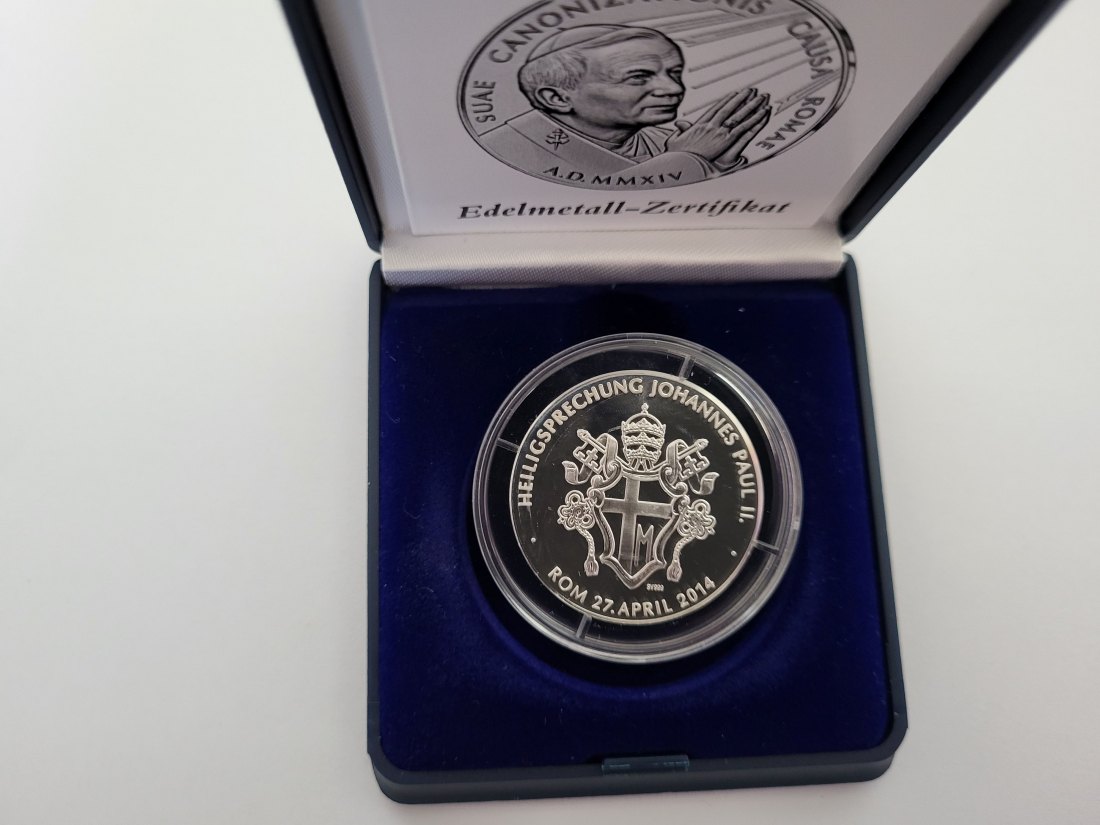 SUAE CANONIZATIONIS CAUSA ROMAE
A.D. MMXIV
Edelmetall-Zertifikat
HEILIGSPRECHUNG JOHANNES PAUL II.
M
ROM 27. APRIL 2014